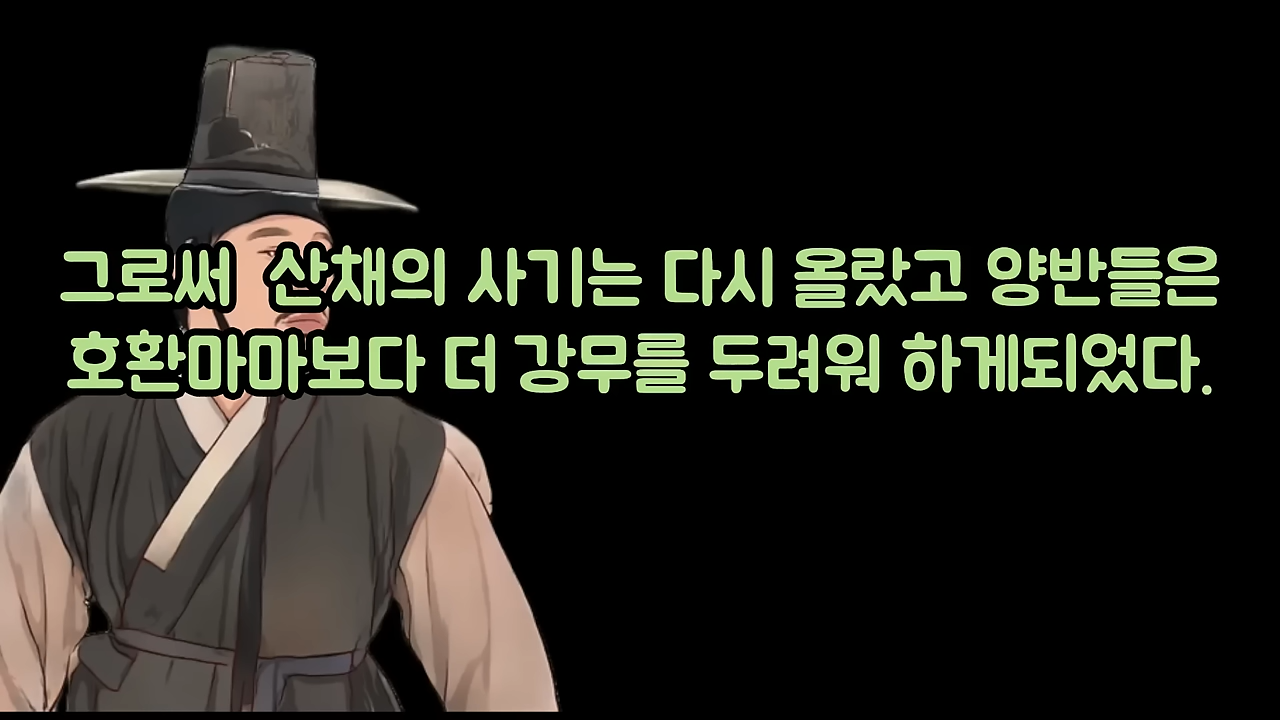 그로써  산채의 사기는 다시 올랐고 양반들은
호환마마보다 더 강무를 두려워 하게되었다.